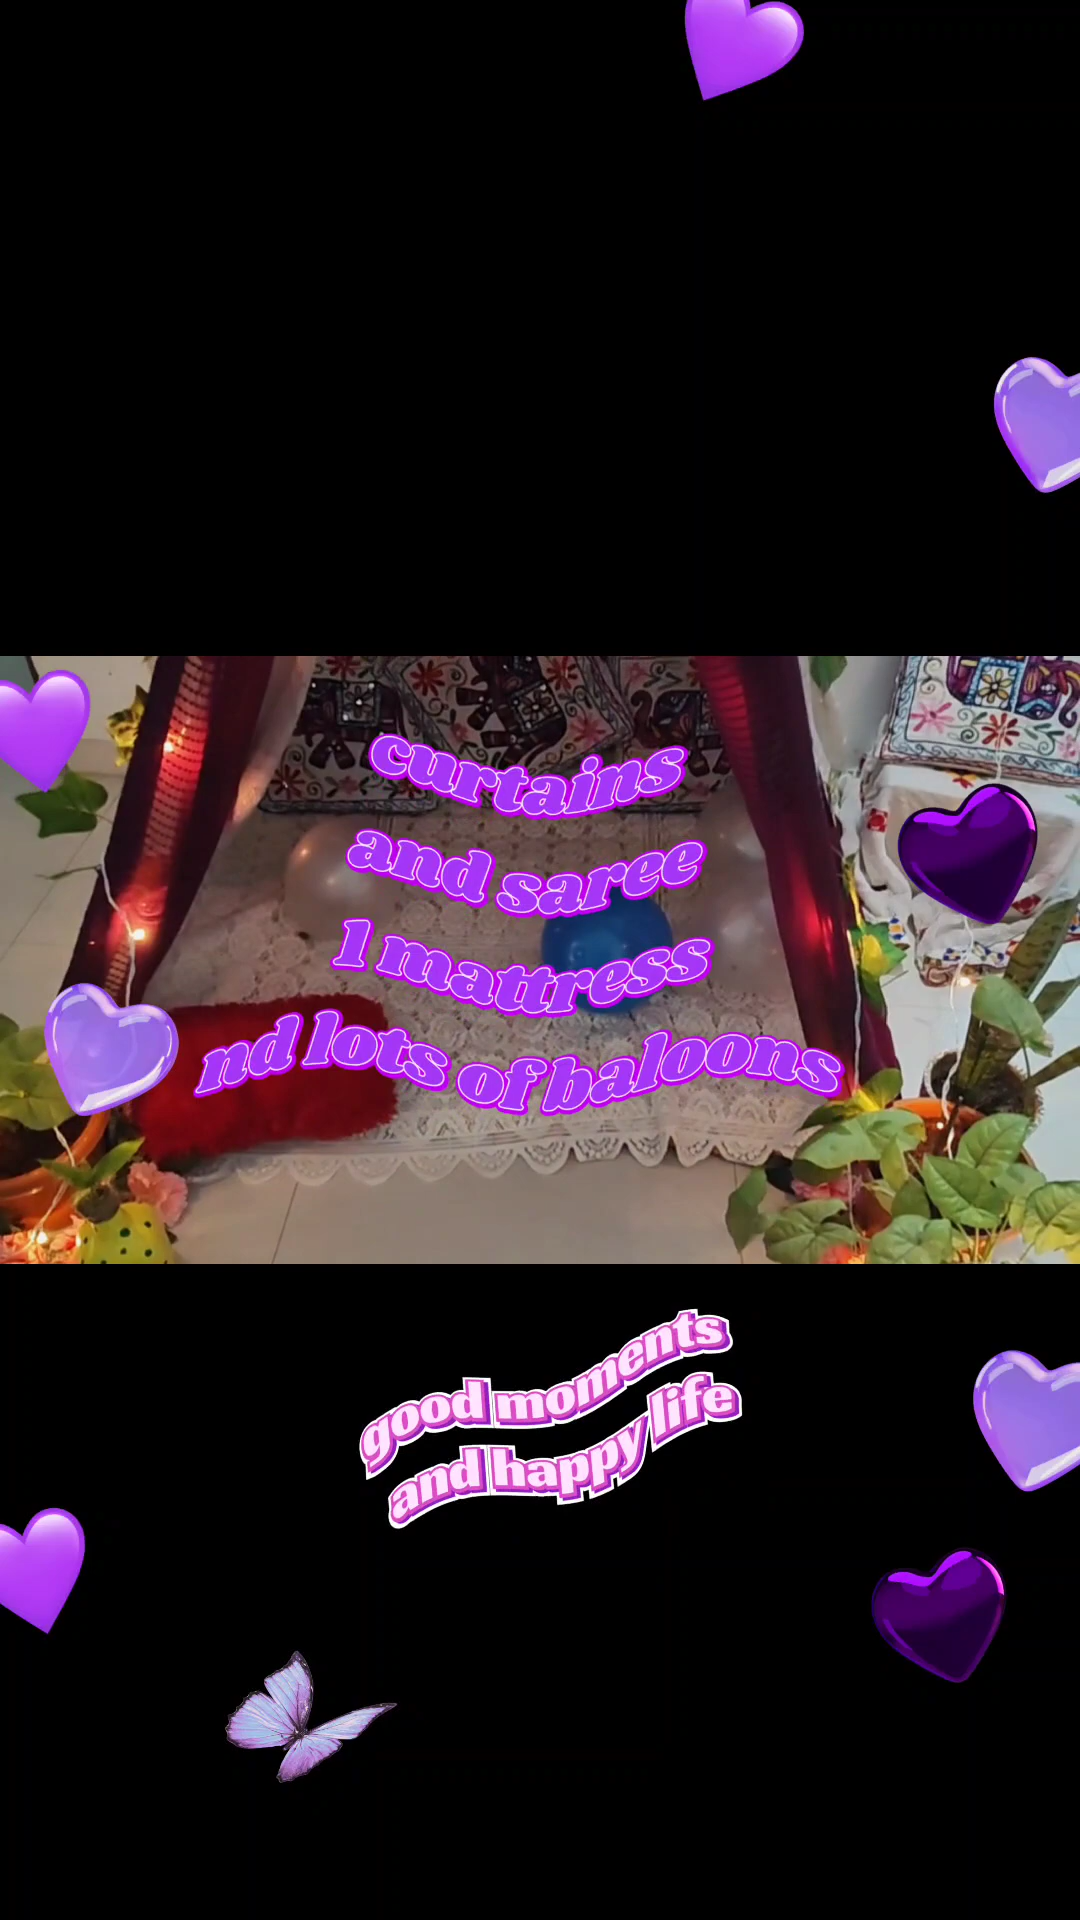 curtains
and saree
1 mattress
nd lots of baloons
good moments
and happy life